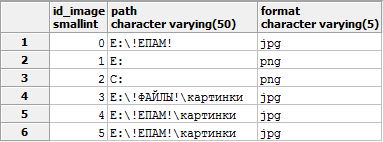 id_image path format
smallint character varying(50) character varying(5)
1 0 E:\!ЕПАМ! jpg
2 1 E: png
3 2 C: png
4 3 E:\!ФАЙЛЫ!\картинки jpg
5 4 E:\!ЕПАМ!\картинки jpg
6 5 E:\!ЕПАМ!\картинки jpg